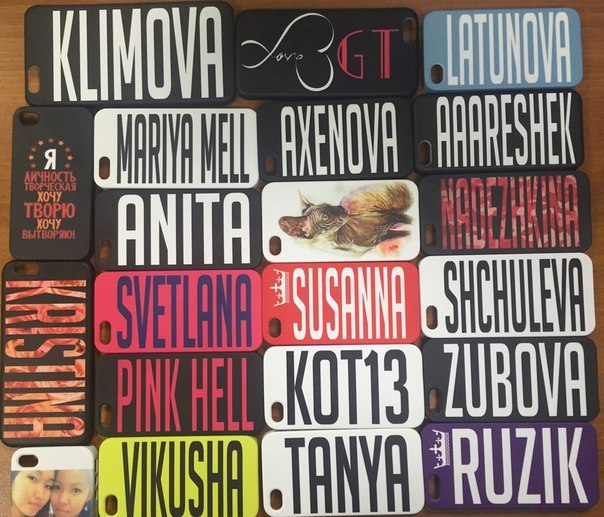 KLIMOVA
Love
GT
LATUNOVA
Я
ЛИЧНОСТЬ
ТВОРЧЕСКАЯ
ХОЧУ
ТВОРЮ
ХОЧУ
ВЫТВОРЯЮ!
MARIYA MELL
AXENOVA
AAARESHEK
ANITA
NADEZHKINA
KRISTINA
SVETLANA
SUSANNA
SHCHULEVA
PINK HELL
KOT13
ZUBOVA
VIKUSHA
TANYA
RUZIK